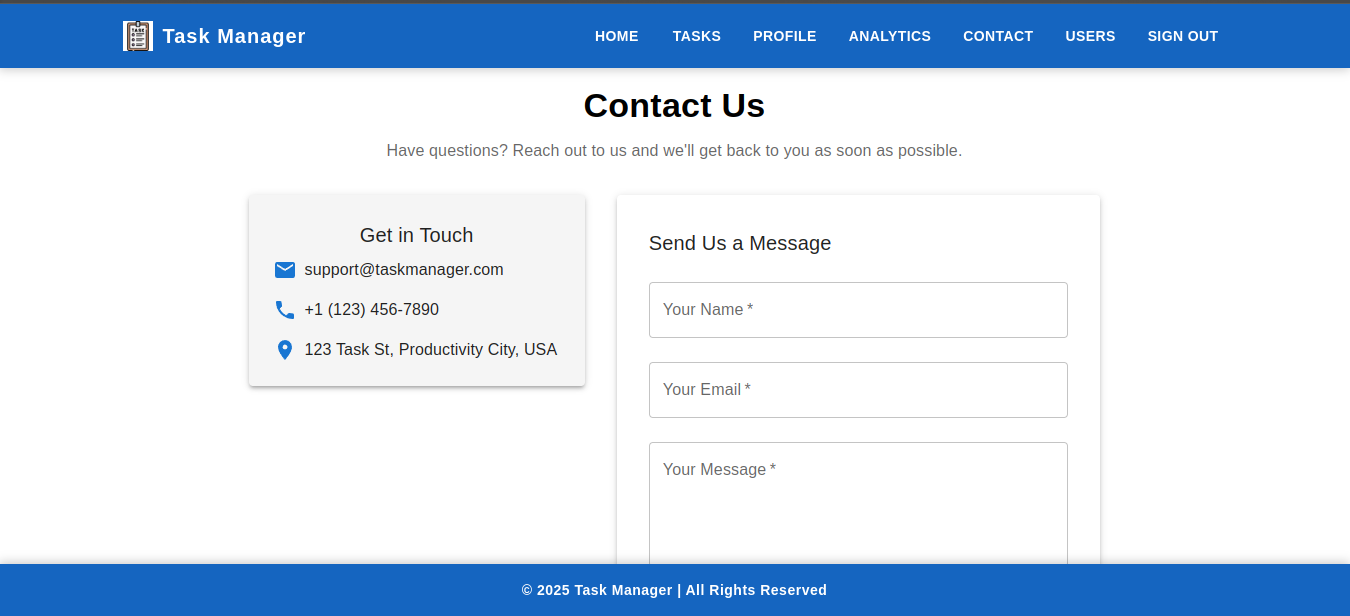 Task Manager
HOME TASKS PROFILE ANALYTICS CONTACT USERS SIGN OUT
Contact Us
Have questions? Reach out to us and we'll get back to you as soon as possible.
Get in Touch
support@taskmanager.com
+1 (123) 456-7890
123 Task St, Productivity City, USA
Send Us a Message
Your Name *
Your Email *
Your Message *
© 2025 Task Manager | All Rights Reserved